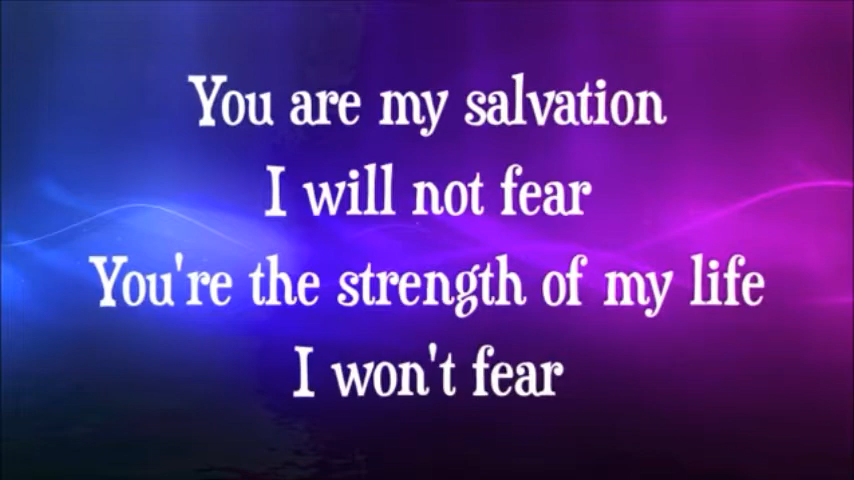 You are my salvation
I will not fear
You're the strength of my life
I won't fear